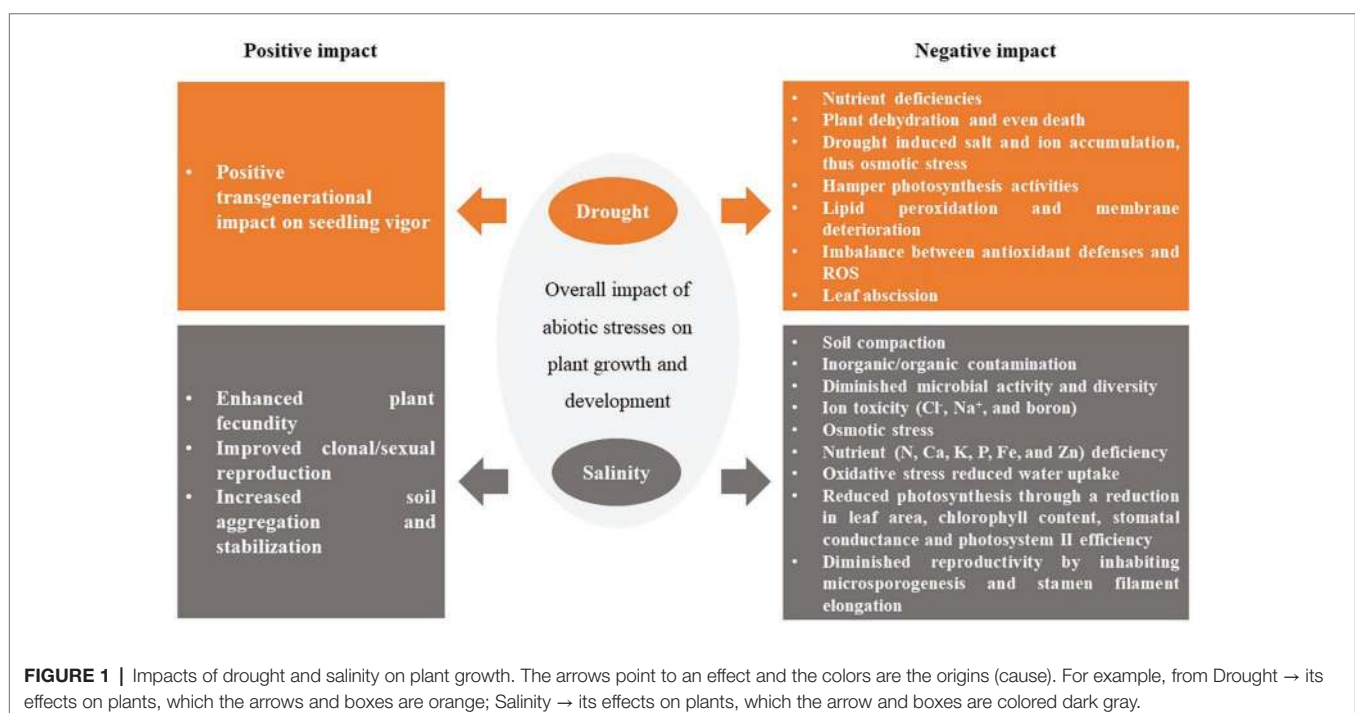 Positive impact
Negative impact
• Positive
transgenerational
impact on seedling vigor
Drought
• Nutrient deficiencies
• Plant dehydration and even death
• Drought induced salt and ion accumulation,
thus osmotic stress
• Hamper photosynthesis activities
• Lipid peroxidation and membrane
deterioration
• Imbalance between antioxidant defenses and
ROS
• Leaf abscission
Overall impact of
abiotic stresses on
plant growth and
development
• Enhanced plant
fecundity
• Improved clonal/sexual
reproduction
• Increased soil
aggregation and
stabilization
Salinity
• Soil compaction
• Inorganic/organic contamination
• Diminished microbial activity and diversity
• Ion toxicity (Cl⁻, Na⁺, and boron)
• Osmotic stress
• Nutrient (N, Ca, K, P, Fe, and Zn) deficiency
• Oxidative stress reduced water uptake
• Reduced photosynthesis through a reduction
in leaf area, chlorophyll content, stomatal
conductance and photosystem II efficiency
• Diminished reproductivity by inhabiting
microsporogenesis and stamen filament
elongation
FIGURE 1 | Impacts of drought and salinity on plant growth. The arrows point to an effect and the colors are the origins (cause). For example, from Drought → its
effects on plants, which the arrows and boxes are orange; Salinity → its effects on plants, which the arrow and boxes are colored dark gray.